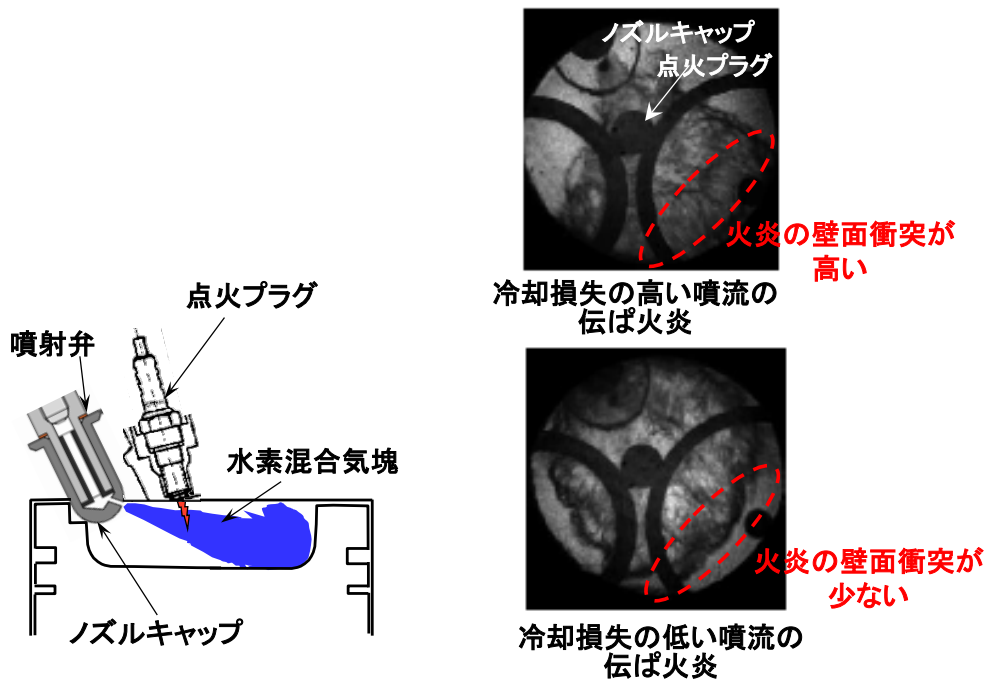 ノズルキャップ
点火プラグ
火炎の壁面衝突が
高い
冷却損失の高い噴流の
伝ぱ火炎
点火プラグ
噴射弁
水素混合気塊
ノズルキャップ
火炎の壁面衝突が
少ない
冷却損失の低い噴流の
伝ぱ火炎